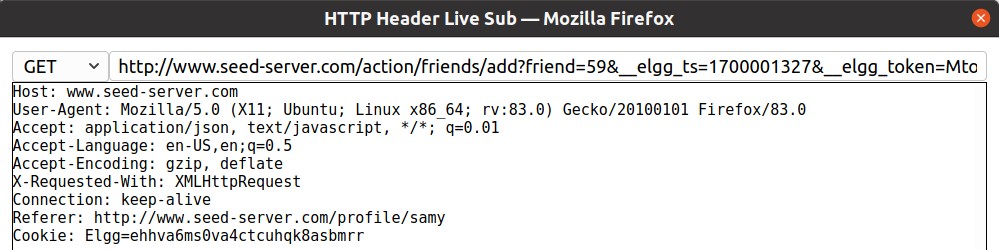 HTTP Header Live Sub — Mozilla Firefox
GET http://www.seed-server.com/action/friends/add?friend=59&__elgg_ts=1700001327&__elgg_token=Mto
Host: www.seed-server.com
User-Agent: Mozilla/5.0 (X11; Ubuntu; Linux x86_64; rv:83.0) Gecko/20100101 Firefox/83.0
Accept: application/json, text/javascript, */*; q=0.01
Accept-Language: en-US,en;q=0.5
Accept-Encoding: gzip, deflate
X-Requested-With: XMLHttpRequest
Connection: keep-alive
Referer: http://www.seed-server.com/profile/samy
Cookie: Elgg=ehhva6ms0va4ctcuhqk8asbmrr